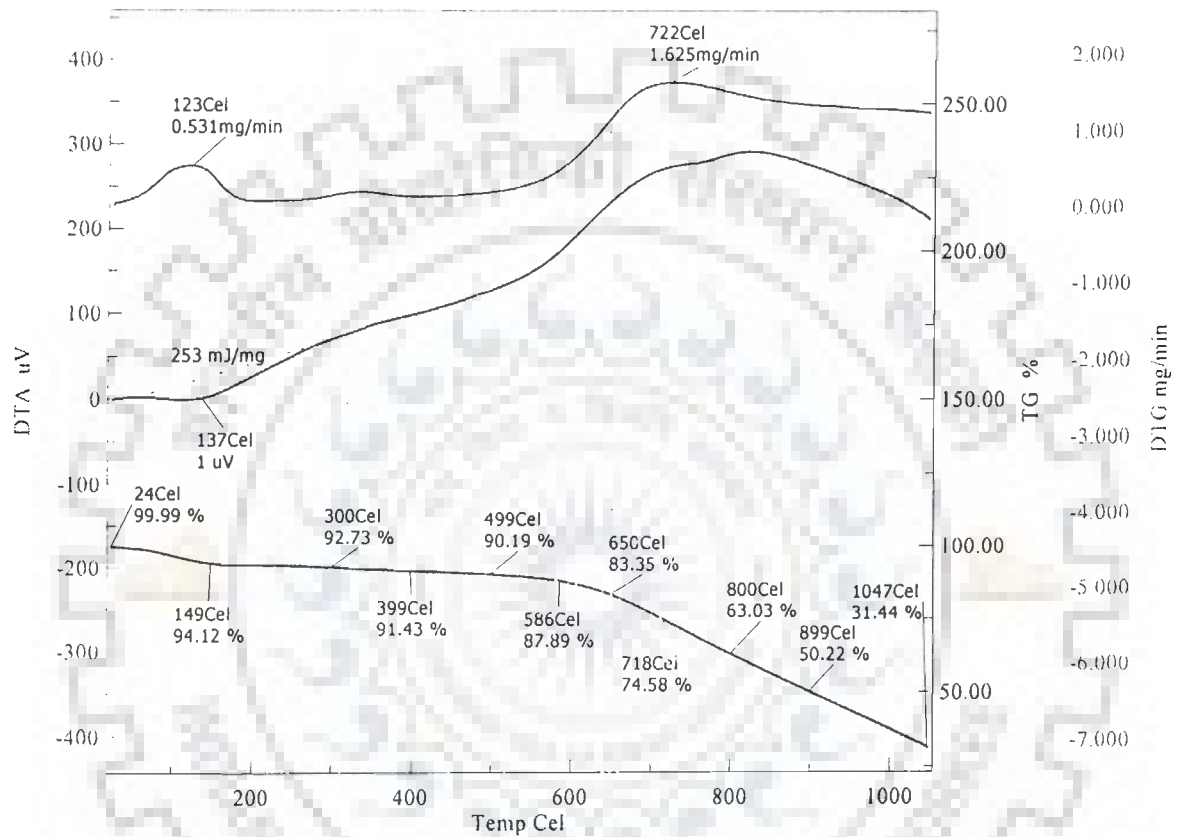 722Cel
1.625mg/min
123Cel
0.531mg/min
253 mJ/mg
137Cel
1 uV
24Cel
99.99 %
149Cel
94.12 %
300Cel
92.73 %
399Cel
91.43 %
499Cel
90.19 %
586Cel
87.89 %
650Cel
83.35 %
718Cel
74.58 %
800Cel
63.03 %
899Cel
50.22 %
1047Cel
31.44 %
DTA uV
400
300
200
100
0
-100
-200
-300
-400
TG %
250.00
200.00
150.00
100.00
50.00
DTG mg/min
2.000
1.000
0.000
-1.000
-2.000
-3.000
-4.000
-5.000
-6.000
-7.000
200
400
600
800
1000
Temp Cel